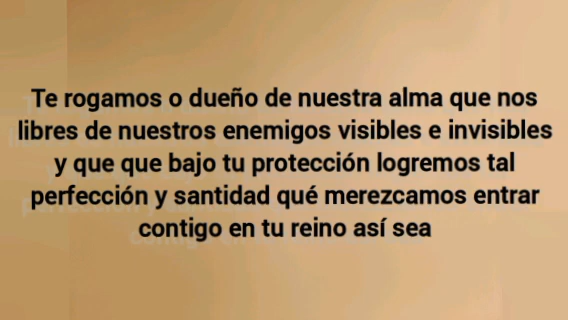 Te rogamos o dueño de nuestra alma que nos
libres de nuestros enemigos visibles e invisibles
y que que bajo tu protección logremos tal
perfección y santidad qué merezcamos entrar
contigo en tu reino así sea